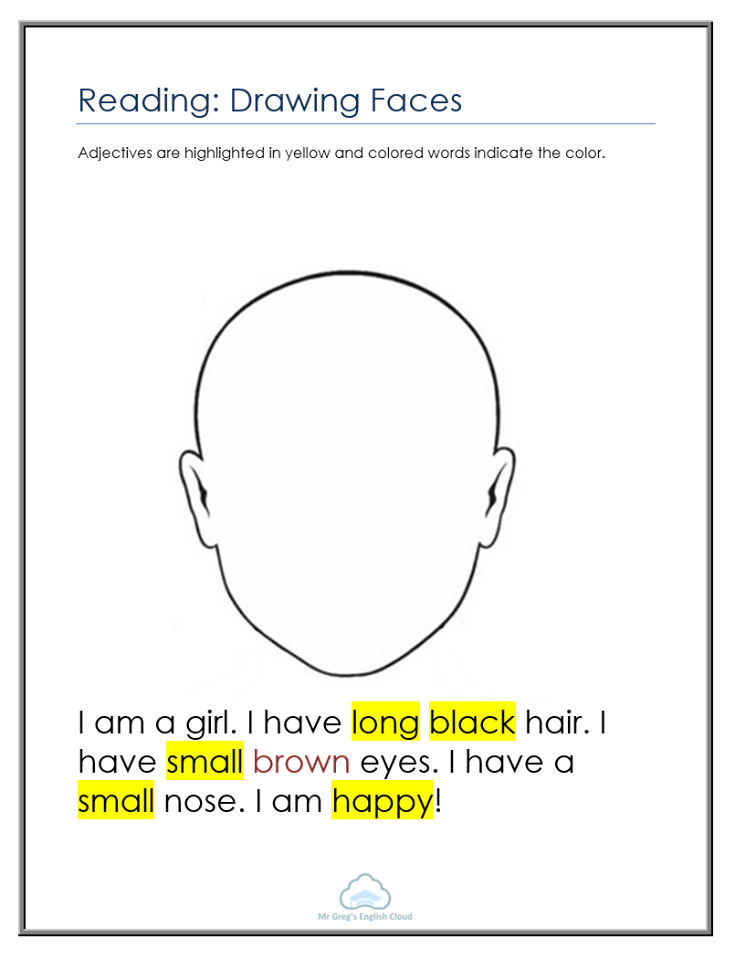 Reading: Drawing Faces
Adjectives are highlighted in yellow and colored words indicate the color.
I am a girl. I have long black hair. I
have small brown eyes. I have a
small nose. I am happy!
Mr Greg's English Cloud